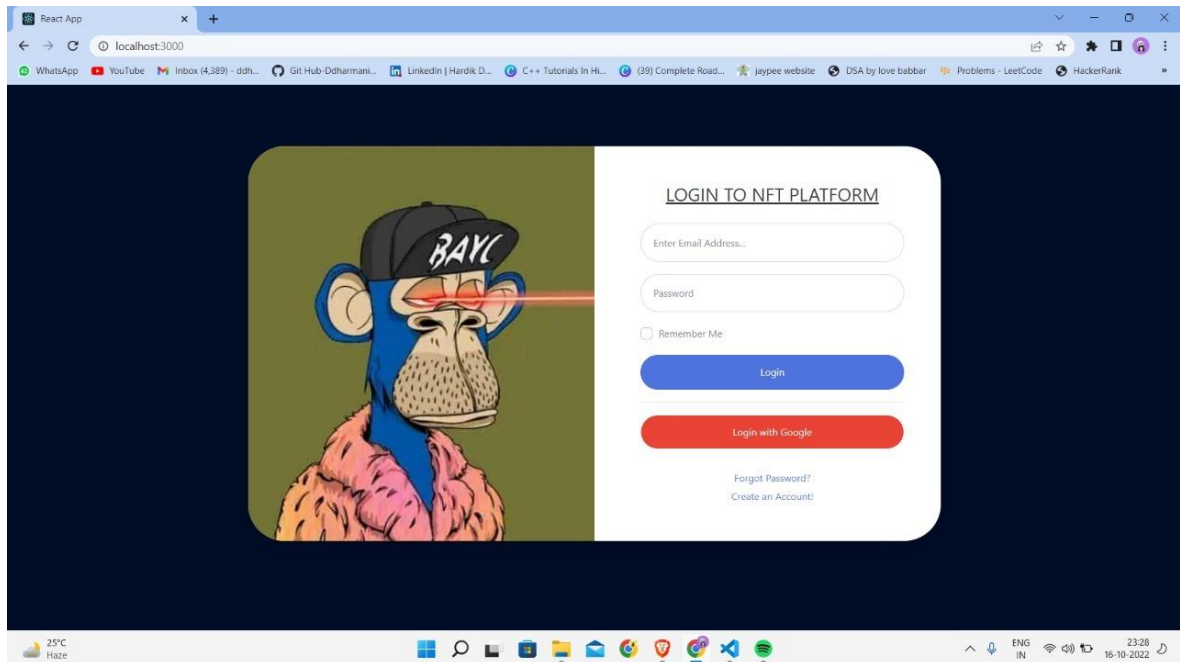 React App
localhost:3000
WhatsApp YouTube Inbox (4,389) - ddh... Git Hub-Ddharmani... LinkedIn | Hardik D... C++ Tutorials In Hi... (39) Complete Road... jaypee website DSA by love babbar Problems - LeetCode HackerRank »
BAYC
LOGIN TO NFT PLATFORM
Enter Email Address...
Password
Remember Me
Login
Login with Google
Forgot Password?
Create an Account!
25°C
Haze
ENG
IN
23:28
16-10-2022